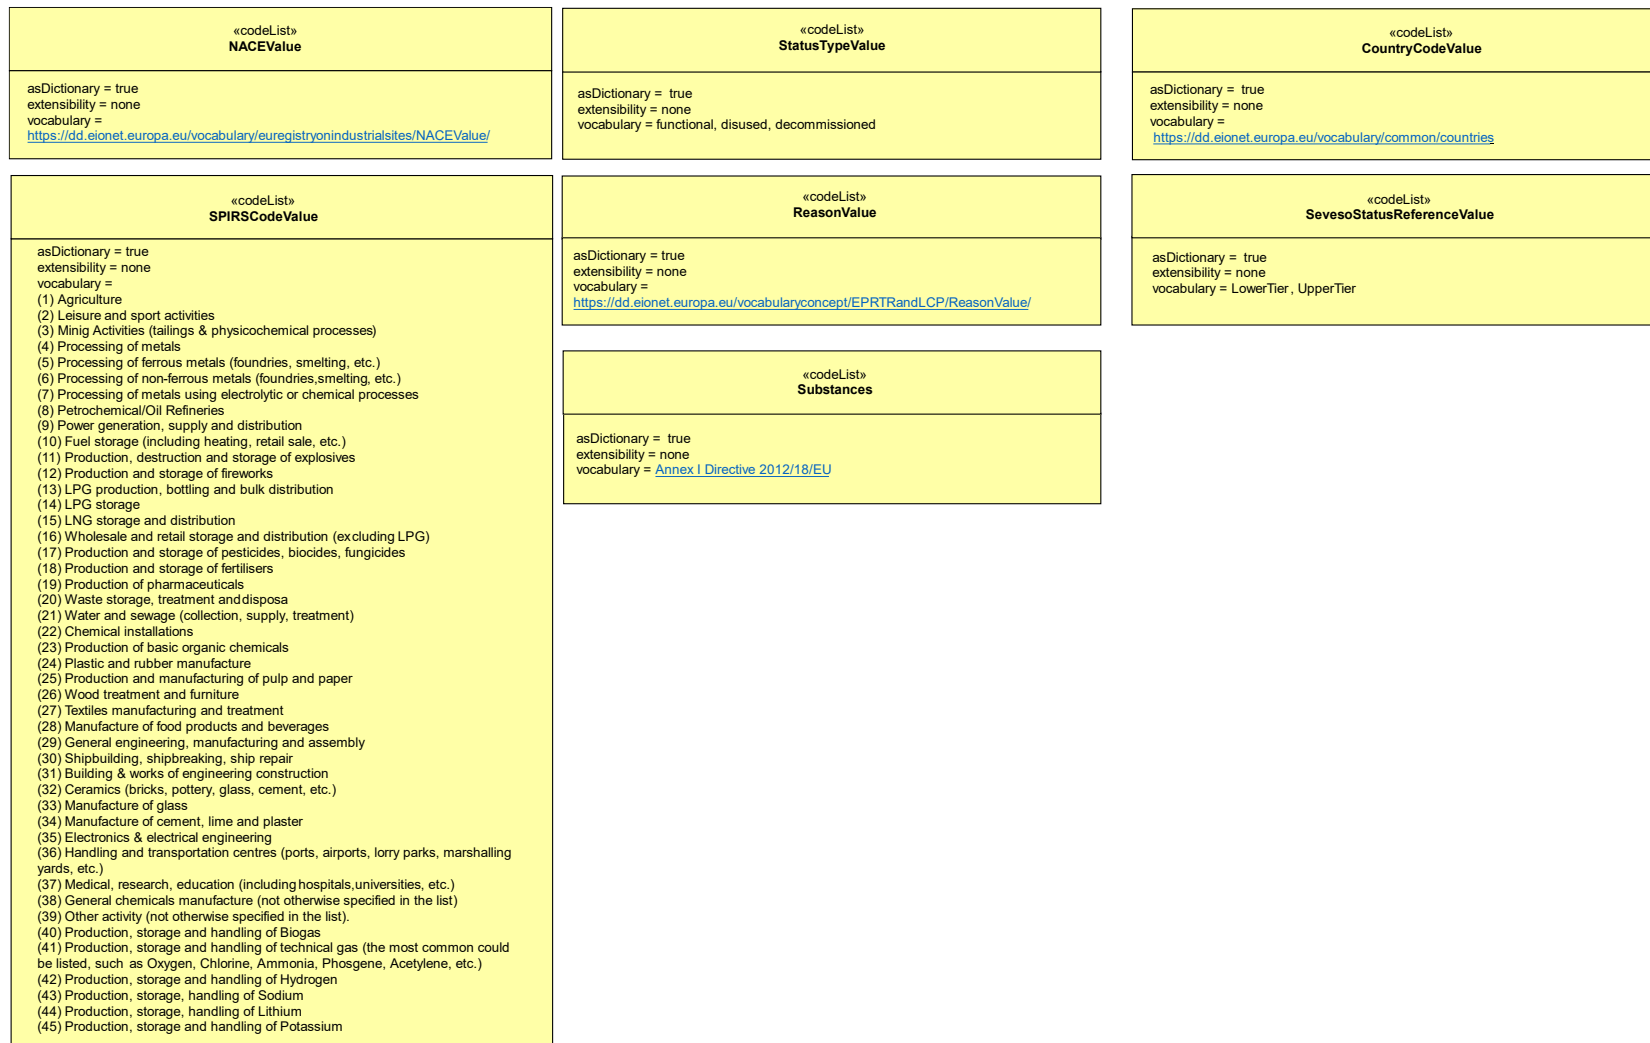 «codeList»
NACEValue
asDictionary = true
extensibility = none
vocabulary =
https://dd.eionet.europa.eu/vocabulary/euregistryonindustrialsites/NACEValue/
«codeList»
StatusTypeValue
asDictionary = true
extensibility = none
vocabulary = functional, disused, decommissioned
«codeList»
CountryCodeValue
asDictionary = true
extensibility = none
vocabulary =
https://dd.eionet.europa.eu/vocabulary/common/countries
«codeList»
SPIRSCodeValue
asDictionary = true
extensibility = none
vocabulary =
(1) Agriculture
(2) Leisure and sport activities
(3) Minig Activities (tailings & physicochemical processes)
(4) Processing of metals
(5) Processing of ferrous metals (foundries, smelting, etc.)
(6) Processing of non-ferrous metals (foundries,smelting, etc.)
(7) Processing of metals using electrolytic or chemical processes
(8) Petrochemical/Oil Refineries
(9) Power generation, supply and distribution
(10) Fuel storage (including heating, retail sale, etc.)
(11) Production, destruction and storage of explosives
(12) Production and storage of fireworks
(13) LPG production, bottling and bulk distribution
(14) LPG storage
(15) LNG storage and distribution
(16) Wholesale and retail storage and distribution (excluding LPG)
(17) Production and storage of pesticides, biocides, fungicides
(18) Production and storage of fertilisers
(19) Production of pharmaceuticals
(20) Waste storage, treatment anddisposa
(21) Water and sewage (collection, supply, treatment)
(22) Chemical installations
(23) Production of basic organic chemicals
(24) Plastic and rubber manufacture
(25) Production and manufacturing of pulp and paper
(26) Wood treatment and furniture
(27) Textiles manufacturing and treatment
(28) Manufacture of food products and beverages
(29) General engineering, manufacturing and assembly
(30) Shipbuilding, shipbreaking, ship repair
(31) Building & works of engineering construction
(32) Ceramics (bricks, pottery, glass, cement, etc.)
(33) Manufacture of glass
(34) Manufacture of cement, lime and plaster
(35) Electronics & electrical engineering
(36) Handling and transportation centres (ports, airports, lorry parks, marshalling
yards, etc.)
(37) Medical, research, education (including hospitals,universities, etc.)
(38) General chemicals manufacture (not otherwise specified in the list)
(39) Other activity (not otherwise specified in the list).
(40) Production, storage and handling of Biogas
(41) Production, storage and handling of technical gas (the most common could
be listed, such as Oxygen, Chlorine, Ammonia, Phosgene, Acetylene, etc.)
(42) Production, storage and handling of Hydrogen
(43) Production, storage, handling of Sodium
(44) Production, storage, handling of Lithium
(45) Production, storage and handling of Potassium
«codeList»
ReasonValue
asDictionary = true
extensibility = none
vocabulary =
https://dd.eionet.europa.eu/vocabularyconcept/EPRTRandLCP/ReasonValue/
«codeList»
SevesoStatusReferenceValue
asDictionary = true
extensibility = none
vocabulary = LowerTier, UpperTier
«codeList»
Substances
asDictionary = true
extensibility = none
vocabulary = Annex I Directive 2012/18/EU